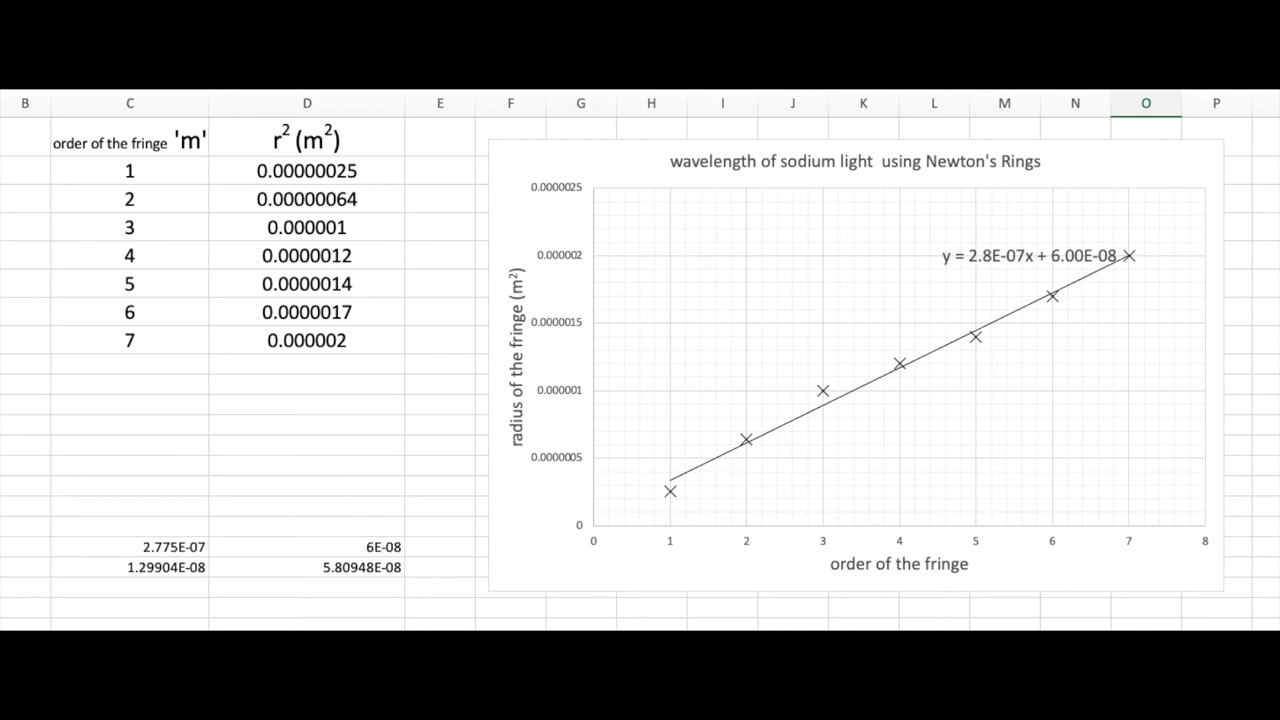 B C D E F G H I J K L M N O P
order of the fringe 'm' r² (m²)
1 0.00000025
2 0.00000064
3 0.000001
4 0.0000012
5 0.0000014
6 0.0000017
7 0.000002
2.775E-07 6E-08
1.29904E-08 5.80948E-08
wavelength of sodium light using Newton's Rings
radius of the fringe (m²)
0.0000025
0.000002
0.0000015
0.000001
0.0000005
0
y = 2.8E-07x + 6.00E-08
0 1 2 3 4 5 6 7 8
order of the fringe